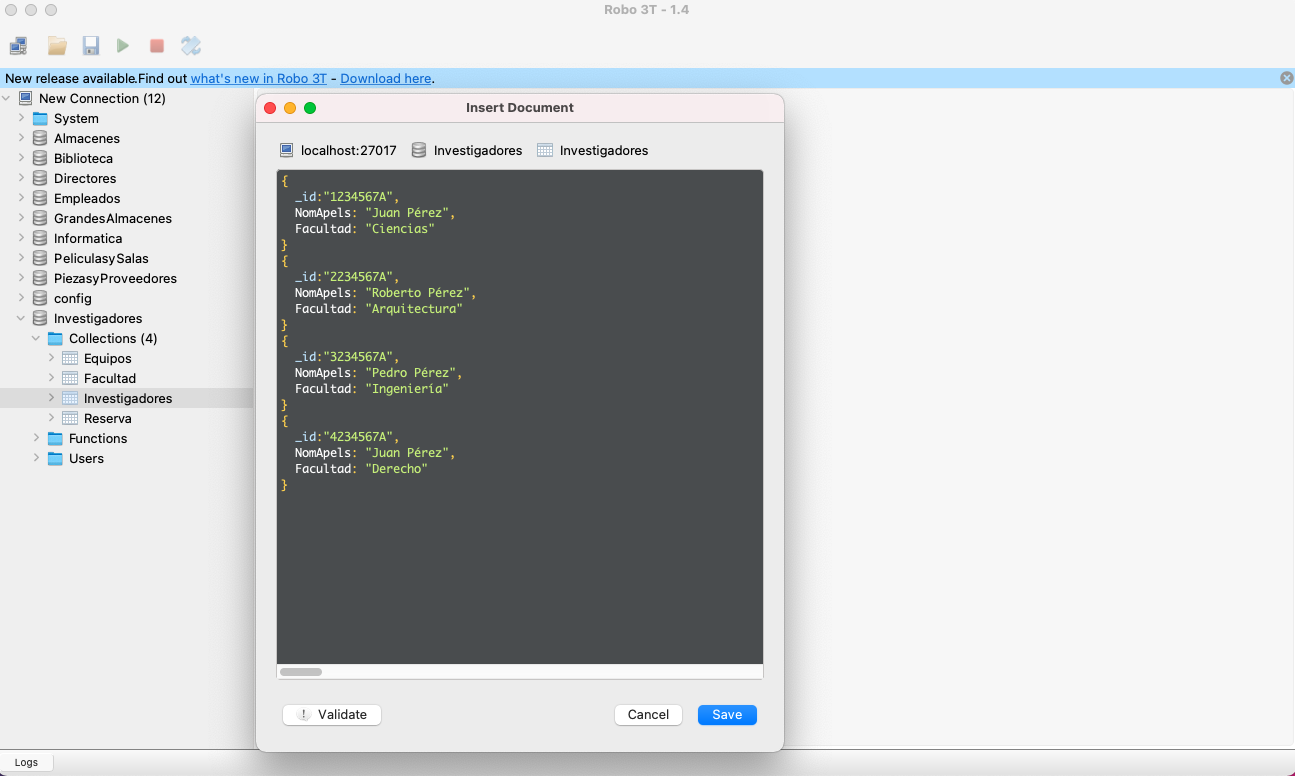 Robo 3T - 1.4
New release available.Find out what's new in Robo 3T - Download here.
New Connection (12)
System
Almacenes
Biblioteca
Directores
Empleados
GrandesAlmacenes
Informatica
PeliculasySalas
PiezasyProveedores
config
Investigadores
Collections (4)
Equipos
Facultad
Investigadores
Reserva
Functions
Users
Insert Document
localhost:27017 Investigadores Investigadores
{
_id:"1234567A",
NomApels: "Juan Pérez",
Facultad: "Ciencias"
}
{
_id:"2234567A",
NomApels: "Roberto Pérez",
Facultad: "Arquitectura"
}
{
_id:"3234567A",
NomApels: "Pedro Pérez",
Facultad: "Ingeniería"
}
{
_id:"4234567A",
NomApels: "Juan Pérez",
Facultad: "Derecho"
}
! Validate Cancel Save
Logs